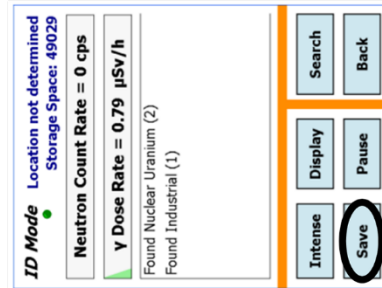 ID Mode Location not determined
Storage Space: 49029
Neutron Count Rate = 0 cps
γ Dose Rate = 0.79 μSv/h
Found Nuclear Uranium (2)
Found Industrial (1)
Intense Display Search
Save Pause Back